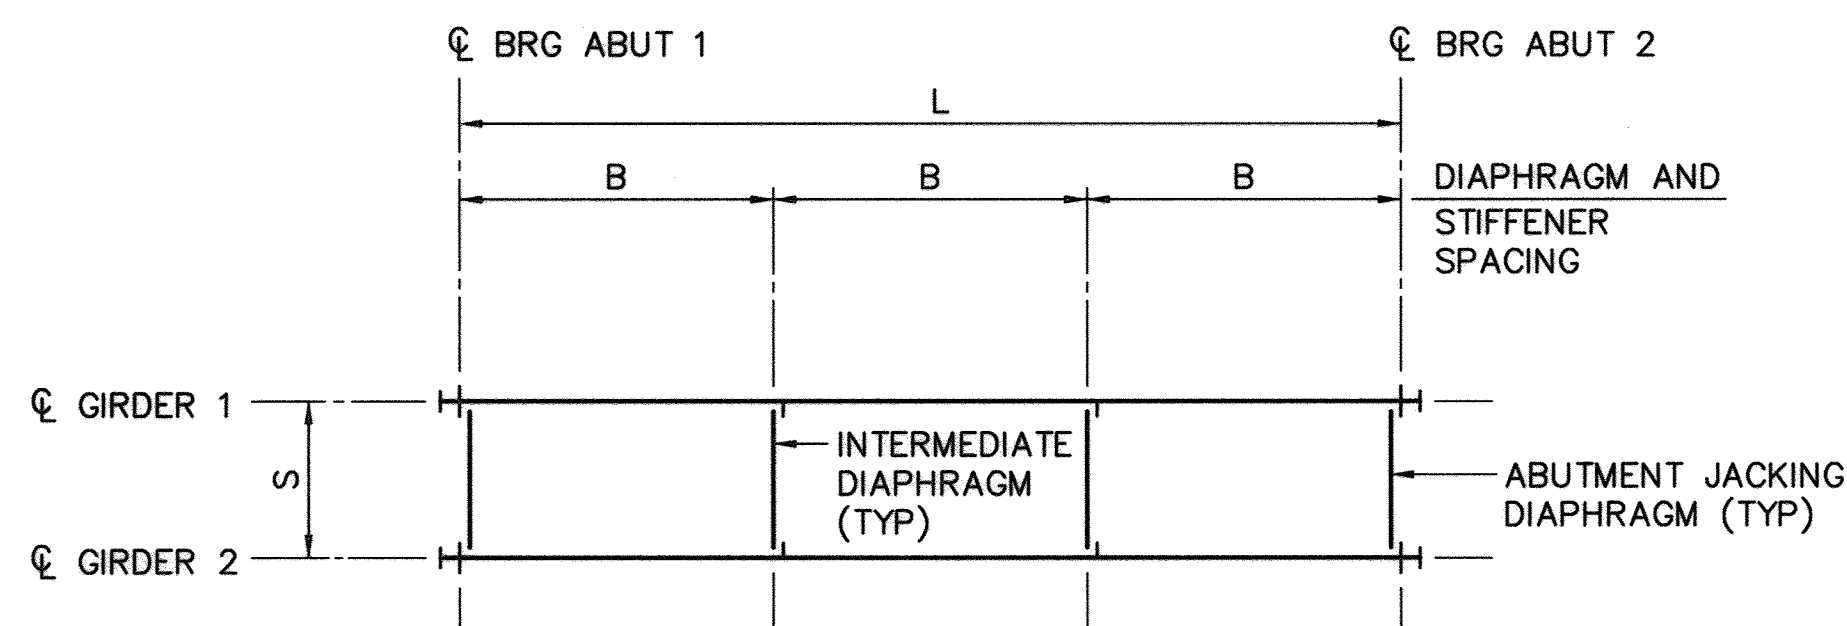 ℄ BRG ABUT 1
℄ BRG ABUT 2
L
B
B
B
DIAPHRAGM AND
STIFFENER
SPACING
℄ GIRDER 1
S
INTERMEDIATE
DIAPHRAGM
(TYP)
ABUTMENT JACKING
DIAPHRAGM (TYP)
℄ GIRDER 2